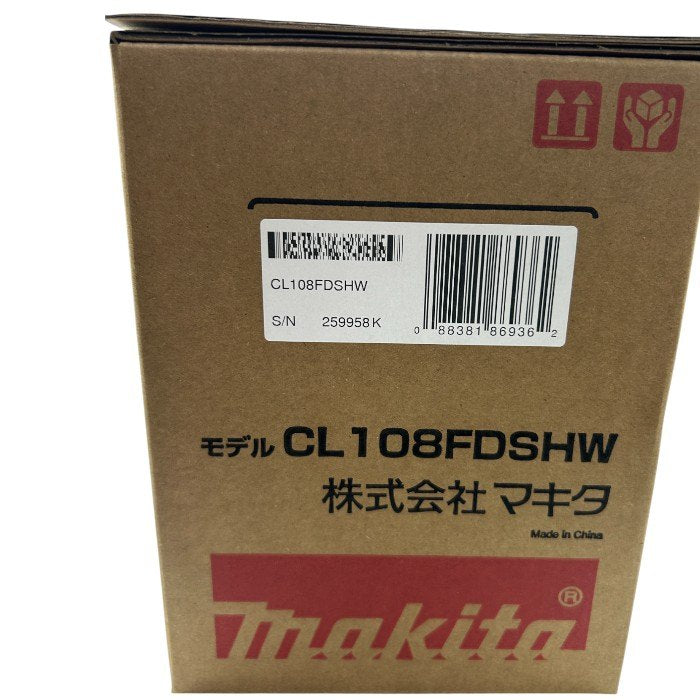 CL108FDSHW
S/N 259958K
0 88381 86936 2
モデル CL108FDSHW
株式会社 マキタ
Made in China
makita®